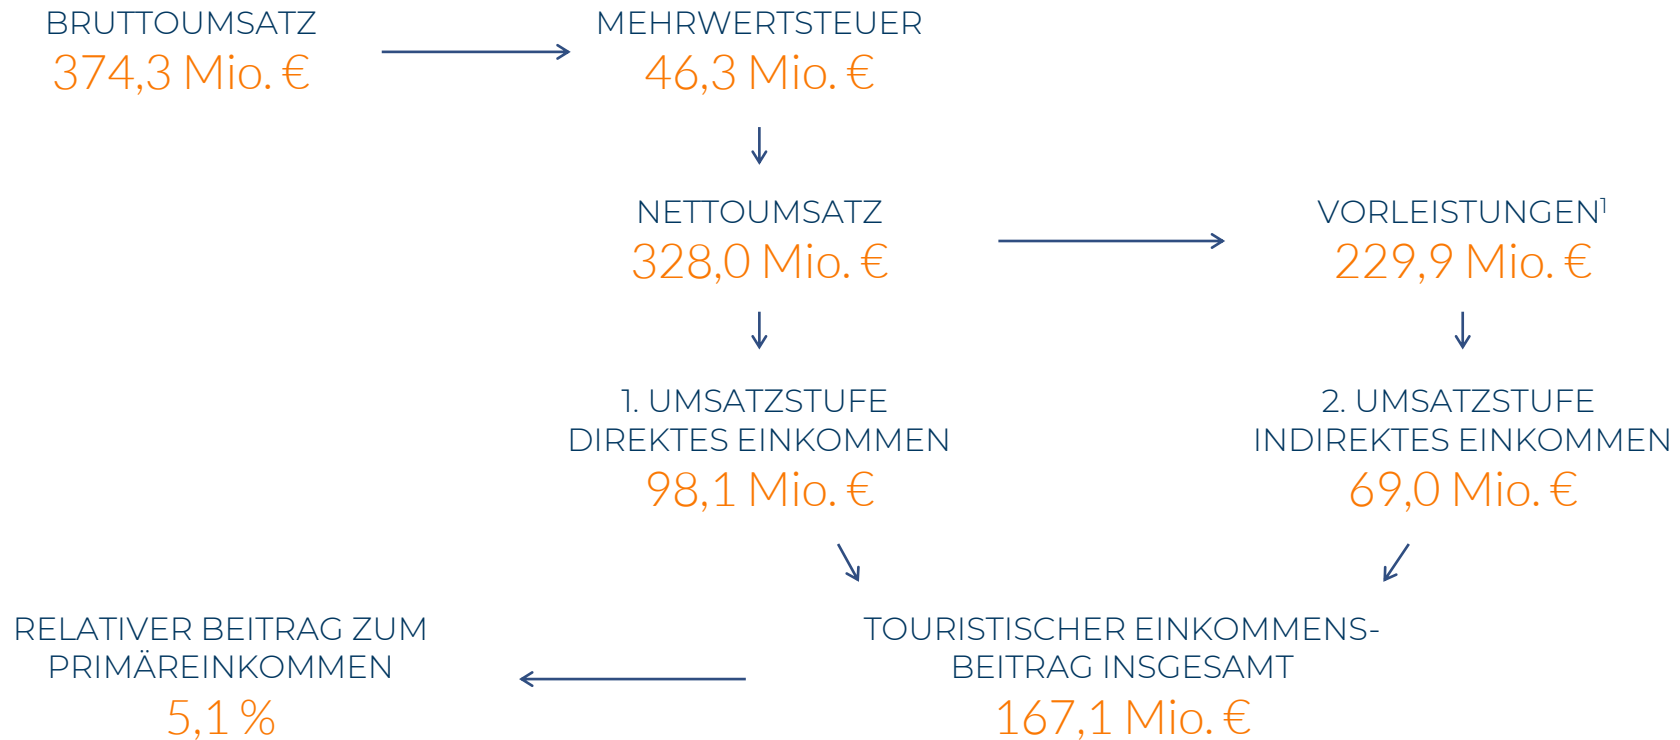 BRUTTOUMSATZ
374,3 Mio. €
MEHRWERTSTEUER
46,3 Mio. €
NETTOUMSATZ
328,0 Mio. €
VORLEISTUNGEN¹
229,9 Mio. €
1. UMSATZSTUFE
DIREKTES EINKOMMEN
98,1 Mio. €
2. UMSATZSTUFE
INDIREKTES EINKOMMEN
69,0 Mio. €
RELATIVER BEITRAG ZUM
PRIMÄREINKOMMEN
5,1 %
TOURISTISCHER EINKOMMENS-
BEITRAG INSGESAMT
167,1 Mio. €